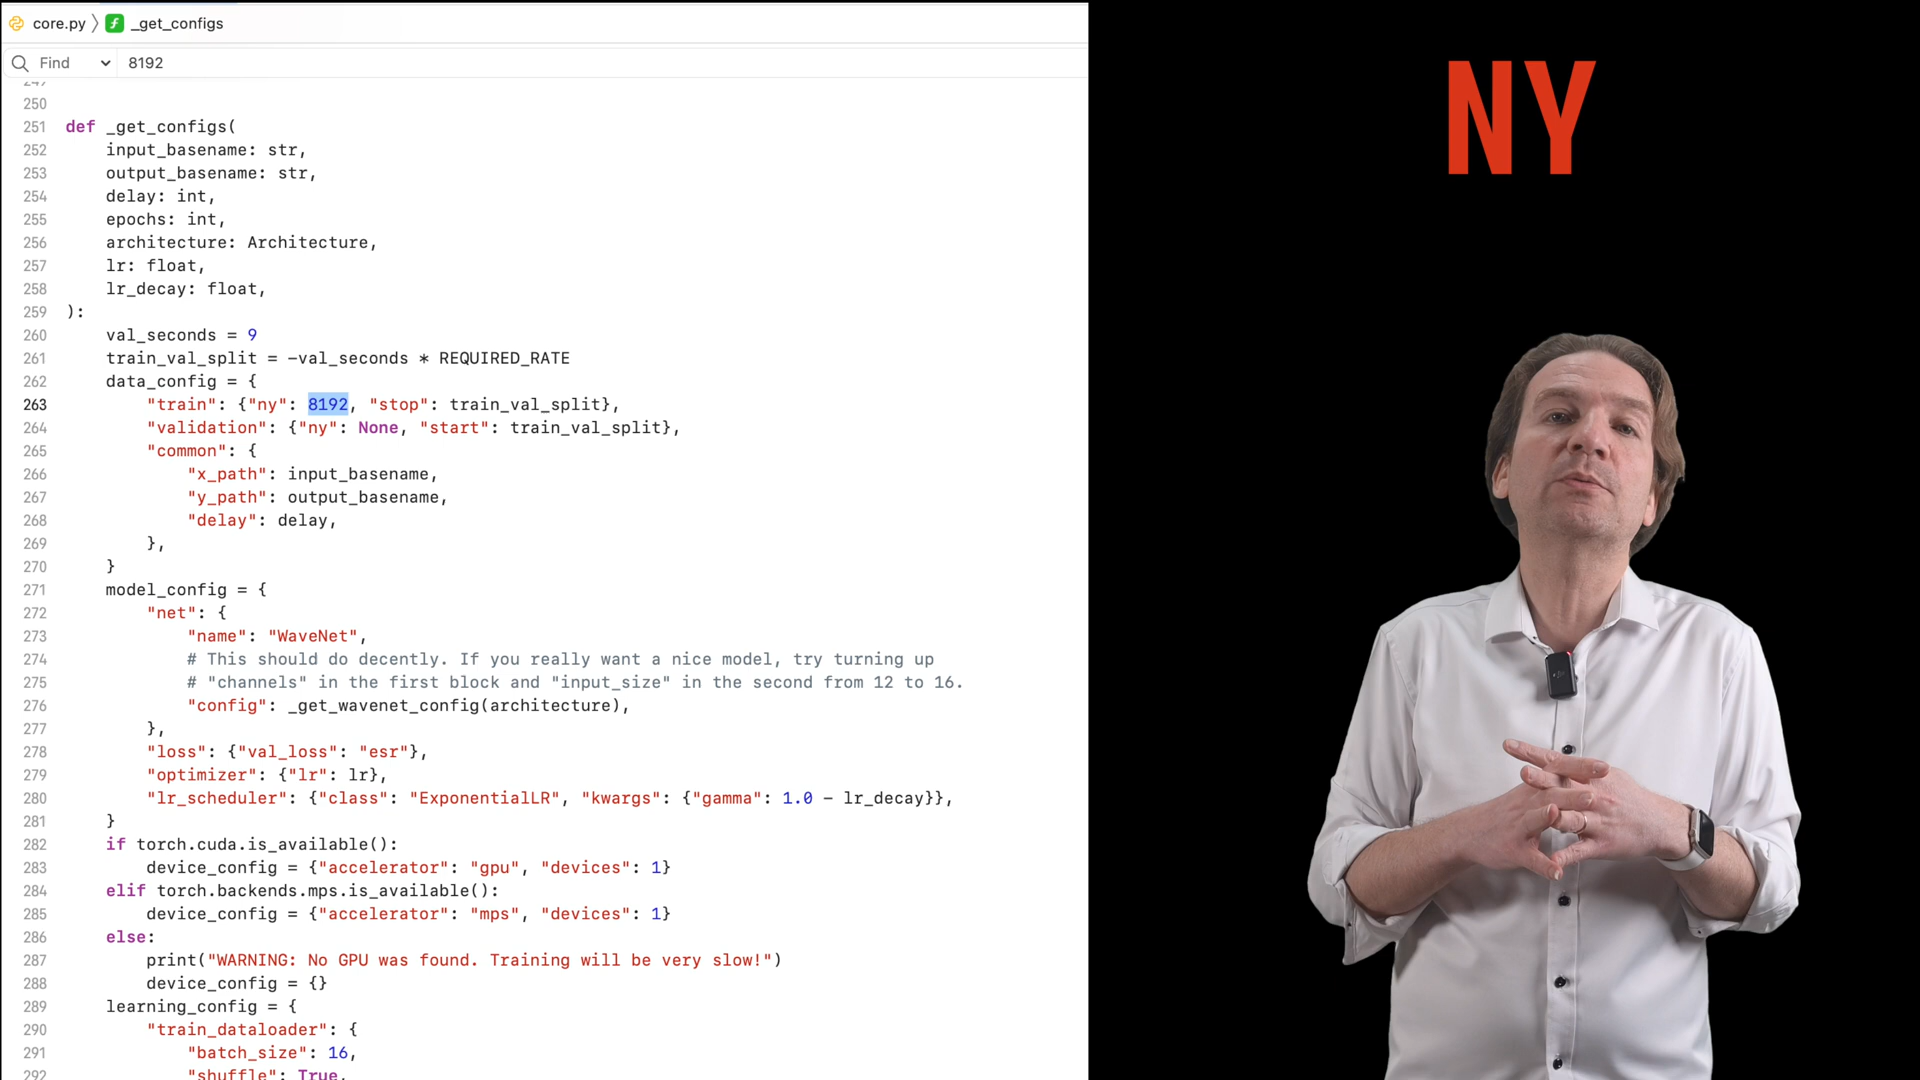 core.py 〉 _get_configs
Find 8192
249
250
251 def _get_configs(
252 input_basename: str,
253 output_basename: str,
254 delay: int,
255 epochs: int,
256 architecture: Architecture,
257 lr: float,
258 lr_decay: float,
259 ):
260 val_seconds = 9
261 train_val_split = -val_seconds * REQUIRED_RATE
262 data_config = {
263 "train": {"ny": 8192, "stop": train_val_split},
264 "validation": {"ny": None, "start": train_val_split},
265 "common": {
266 "x_path": input_basename,
267 "y_path": output_basename,
268 "delay": delay,
269 },
270 }
271 model_config = {
272 "net": {
273 "name": "WaveNet",
274 # This should do decently. If you really want a nice model, try turning up
275 # "channels" in the first block and "input_size" in the second from 12 to 16.
276 "config": _get_wavenet_config(architecture),
277 },
278 "loss": {"val_loss": "esr"},
279 "optimizer": {"lr": lr},
280 "lr_scheduler": {"class": "ExponentialLR", "kwargs": {"gamma": 1.0 - lr_decay}},
281 }
282 if torch.cuda.is_available():
283 device_config = {"accelerator": "gpu", "devices": 1}
284 elif torch.backends.mps.is_available():
285 device_config = {"accelerator": "mps", "devices": 1}
286 else:
287 print("WARNING: No GPU was found. Training will be very slow!")
288 device_config = {}
289 learning_config = {
290 "train_dataloader": {
291 "batch_size": 16,
292 "shuffle": True,
NY